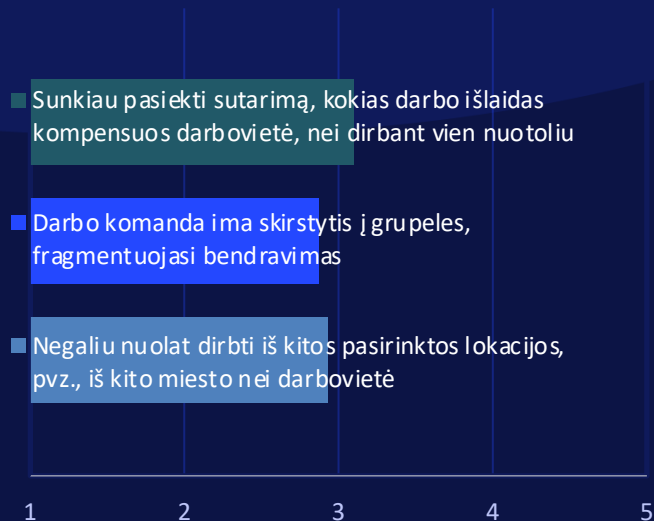 Sunkiau pasiekti sutarimą, kokias darbo išlaidas
kompensuos darbovietė, nei dirbant vien nuotoliu
Darbo komanda ima skirstytis į grupeles,
fragmentuojasi bendravimas
Negaliu nuolat dirbti iš kitos pasirinktos lokacijos,
pvz., iš kito miesto nei darbovietė
1 2 3 4 5